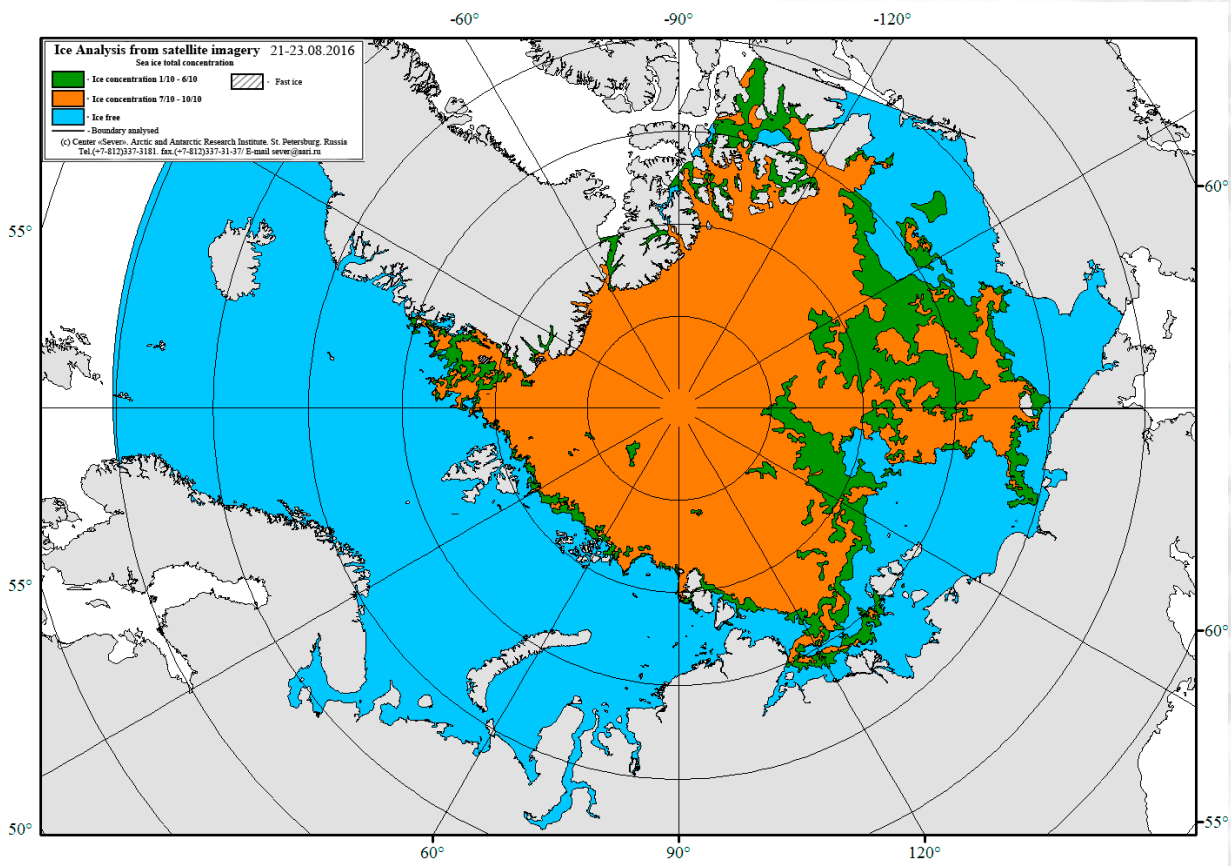 -60°
-90°
-120°
Ice Analysis from satellite imagery 21-23.08.2016
Sea ice total concentration
- Ice concentration 1/10 - 6/10
- Fast ice
- Ice concentration 7/10 - 10/10
- Ice free
- Boundary analysed
(c) Center «Sever». Arctic and Antarctic Research Institute. St. Petersburg. Russia
Tel.(+7-812)337-3181. fax.(+7-812)337-31-37/ E-mail sever@aari.ru
60°
55°
55°
60°
50°
55°
60°
90°
120°